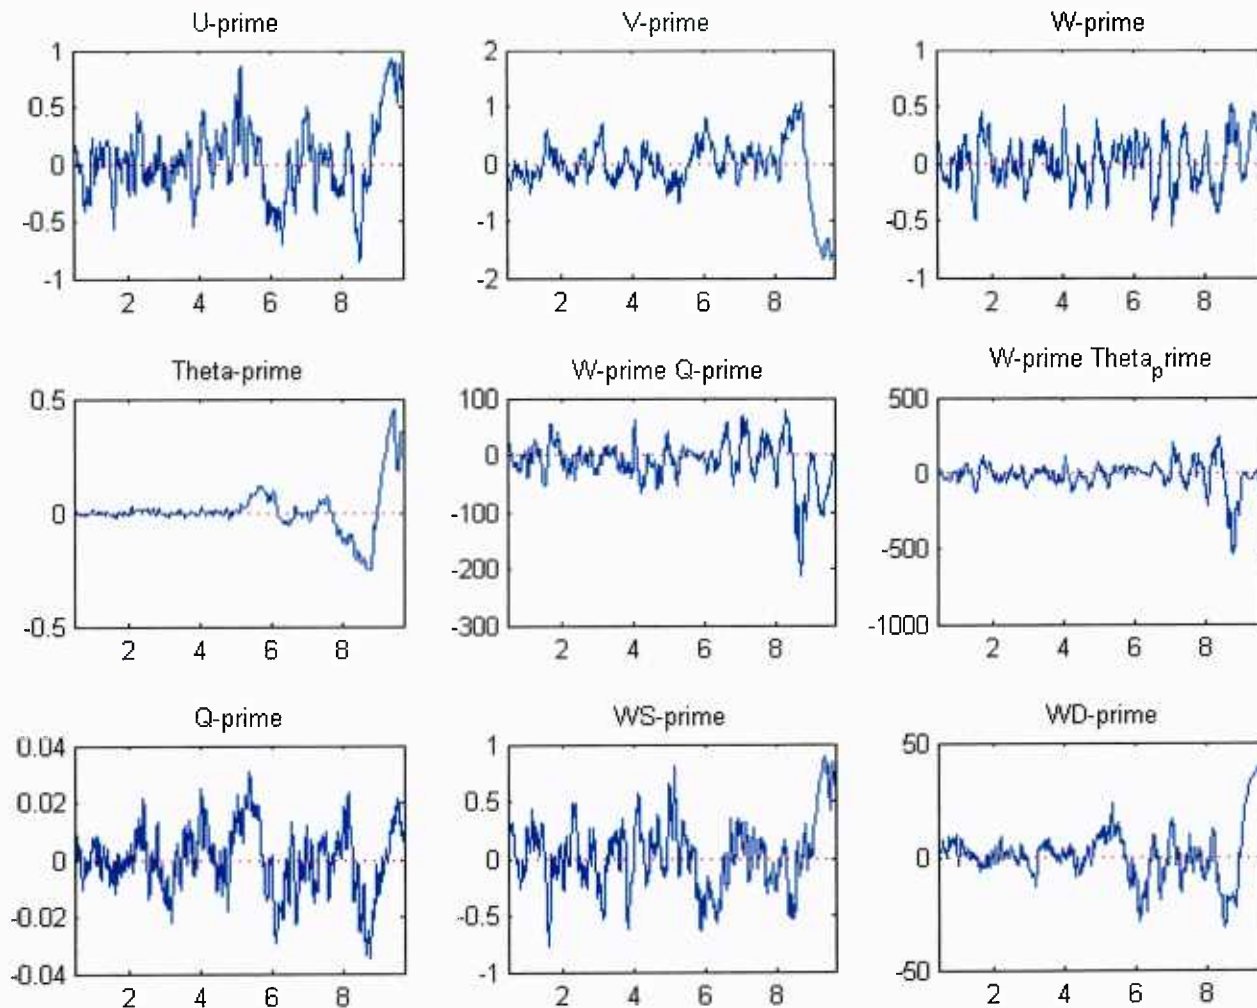 U-prime V-prime W-prime
1 2 1
0.5 1 0.5
0 0 0
-0.5 -1 -0.5
-1 -2 -1
2 4 6 8 2 4 6 8 2 4 6 8
Theta-prime W-prime Q-prime W-prime Theta_prime
0.5 100 500
0 0 0
-100 -500
-200
-0.5 -300 -1000
2 4 6 8 2 4 6 8 2 4 6 8
Q-prime WS-prime WD-prime
0.04 1 50
0.02 0.5
0 0 0
-0.02 -0.5
-0.04 -1 -50
2 4 6 8 2 4 6 8 2 4 6 8